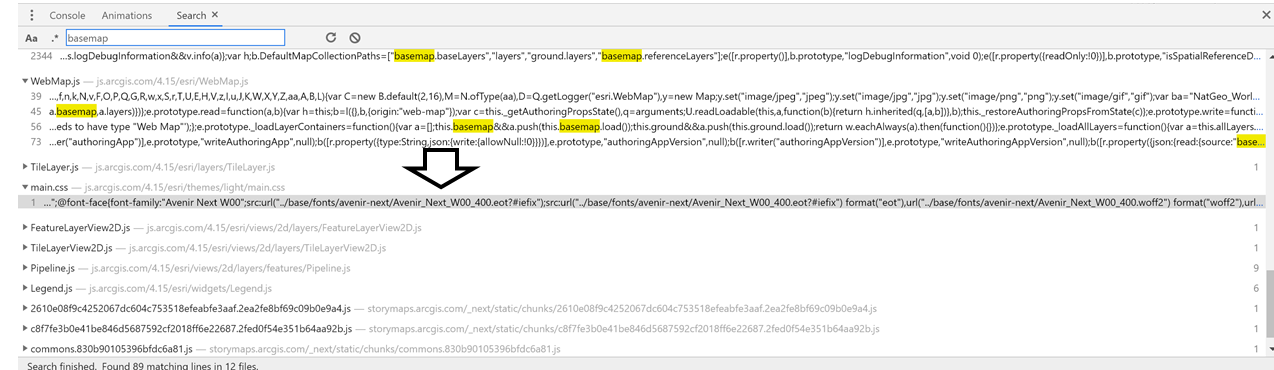 Console Animations Search ×
Aa .* basemap
2344 ...s.logDebugInformation&&v.info(a));var h;b.DefaultMapCollectionPaths=["basemap.baseLayers","layers","ground.layers","basemap.referenceLayers"];e([r.property()],b.prototype,"logDebugInformation",void 0);e([r.property({readOnly:!0})],b.prototype,"isSpatialReferenceD...
WebMap.js — js.arcgis.com/4.15/esri/WebMap.js
39 ...,f,n,k,N,v,F,O,P,Q,G,R,w,x,S,r,T,U,E,H,V,z,l,u,J,K,W,X,Y,Z,aa,A,B,L){var C=new B.default(2,16),M=N.ofType(aa),D=Q.getLogger("esri.WebMap"),y=new Map;y.set("image/jpeg","jpeg");y.set("image/jpg","jpg");y.set("image/png","png");y.set("image/gif","gif");var ba="NatGeo_Worl...
45 a.basemap,a.layers)}));e.prototype.read=function(a,b){var h=this;b=l({},b,{origin:"web-map"});var c=this._getAuthoringPropsState(),q=arguments;U.readLoadable(this,a,function(b){return h.inherited(q,[a,b])},b);this._restoreAuthoringPropsFromState(c)};e.prototype.write=functio...
56 ...eds to have type "Web Map"');};e.prototype._loadLayerContainers=function(){var a=[];this.basemap&&a.push(this.basemap.load());this.ground&&a.push(this.ground.load());return w.eachAlways(a).then(function(){})};e.prototype._loadAllLayers=function(){var a=this.allLayers....
73 ...er("authoringApp")],e.prototype,"writeAuthoringApp",null);b([r.property({type:String,json:{write:{allowNull:!0}}})],e.prototype,"authoringAppVersion",null);b([r.writer("authoringAppVersion")],e.prototype,"writeAuthoringAppVersion",null);b([r.property({json:{read:{source:"base...
TileLayer.js — js.arcgis.com/4.15/esri/layers/TileLayer.js 1
main.css — js.arcgis.com/4.15/esri/themes/light/main.css
1 ...";@font-face{font-family:"Avenir Next W00";src:url("../base/fonts/avenir-next/Avenir_Next_W00_400.eot?#iefix");src:url("../base/fonts/avenir-next/Avenir_Next_W00_400.eot?#iefix") format("eot"),url("../base/fonts/avenir-next/Avenir_Next_W00_400.woff2") format("woff2"),url...
FeatureLayerView2D.js — js.arcgis.com/4.15/esri/views/2d/layers/FeatureLayerView2D.js 1
TileLayerView2D.js — js.arcgis.com/4.15/esri/views/2d/layers/TileLayerView2D.js 1
Pipeline.js — js.arcgis.com/4.15/esri/views/2d/layers/features/Pipeline.js 9
Legend.js — js.arcgis.com/4.15/esri/widgets/Legend.js 6
2610e08f9c4252067dc604c753518efeabfe3aaf.2ea2fe8bf69c09b0e9a4.js — storymaps.arcgis.com/_next/static/chunks/2610e08f9c4252067dc604c753518efeabfe3aaf.2ea2fe8bf69c09b0e9a4.js 1
c8f7fe3b0e41be846d5687592cf2018ff6e22687.2fed0f54e351b64aa92b.js — storymaps.arcgis.com/_next/static/chunks/c8f7fe3b0e41be846d5687592cf2018ff6e22687.2fed0f54e351b64aa92b.js 1
commons.830b90105396bfdc6a81.js — storymaps.arcgis.com/_next/static/chunks/commons.830b90105396bfdc6a81.js 1
Search finished. Found 89 matching lines in 12 files.